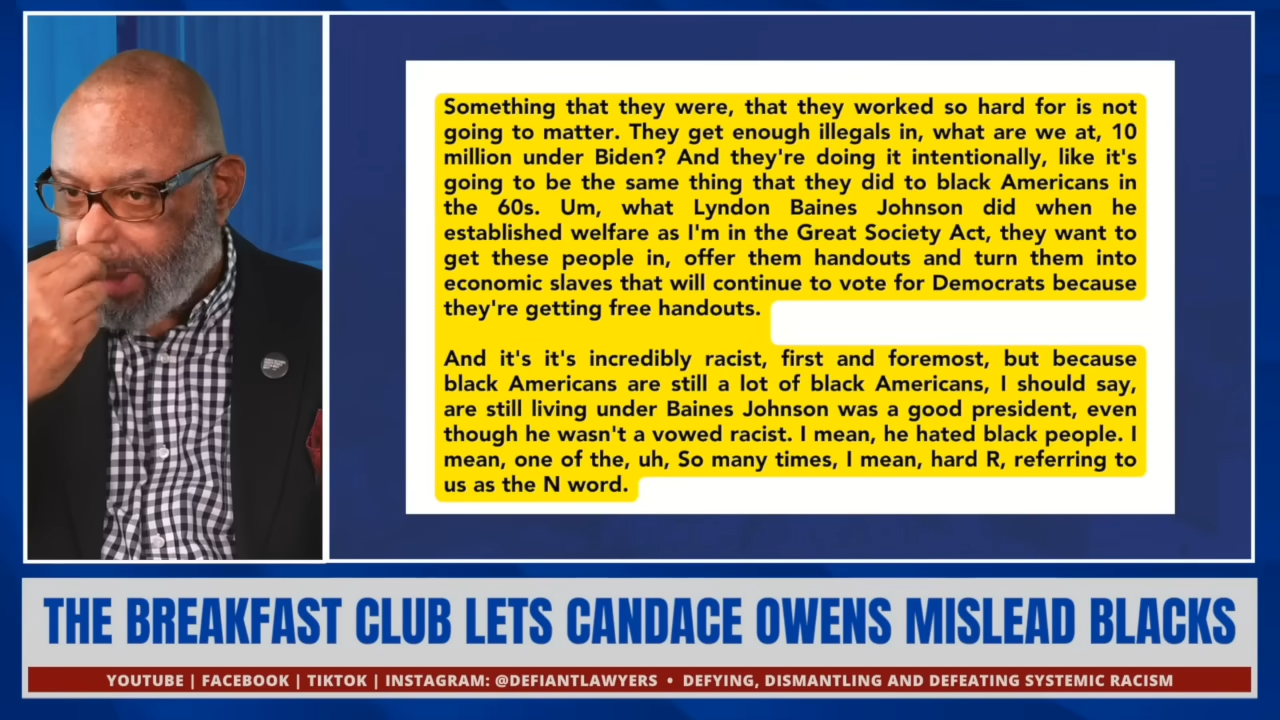 Something that they were, that they worked so hard for is not
going to matter. They get enough illegals in, what are we at, 10
million under Biden? And they're doing it intentionally, like it's
going to be the same thing that they did to black Americans in
the 60s. Um, what Lyndon Baines Johnson did when he
established welfare as I'm in the Great Society Act, they want to
get these people in, offer them handouts and turn them into
economic slaves that will continue to vote for Democrats because
they're getting free handouts.
And it's it's incredibly racist, first and foremost, but because
black Americans are still a lot of black Americans, I should say,
are still living under Baines Johnson was a good president, even
though he wasn't a vowed racist. I mean, he hated black people. I
mean, one of the, uh, So many times, I mean, hard R, referring to
us as the N word.
THE BREAKFAST CLUB LETS CANDACE OWENS MISLEAD BLACKS
YOUTUBE | FACEBOOK | TIKTOK | INSTAGRAM: @DEFIANTLAWYERS • DEFYING, DISMANTLING AND DEFEATING SYSTEMIC RACISM